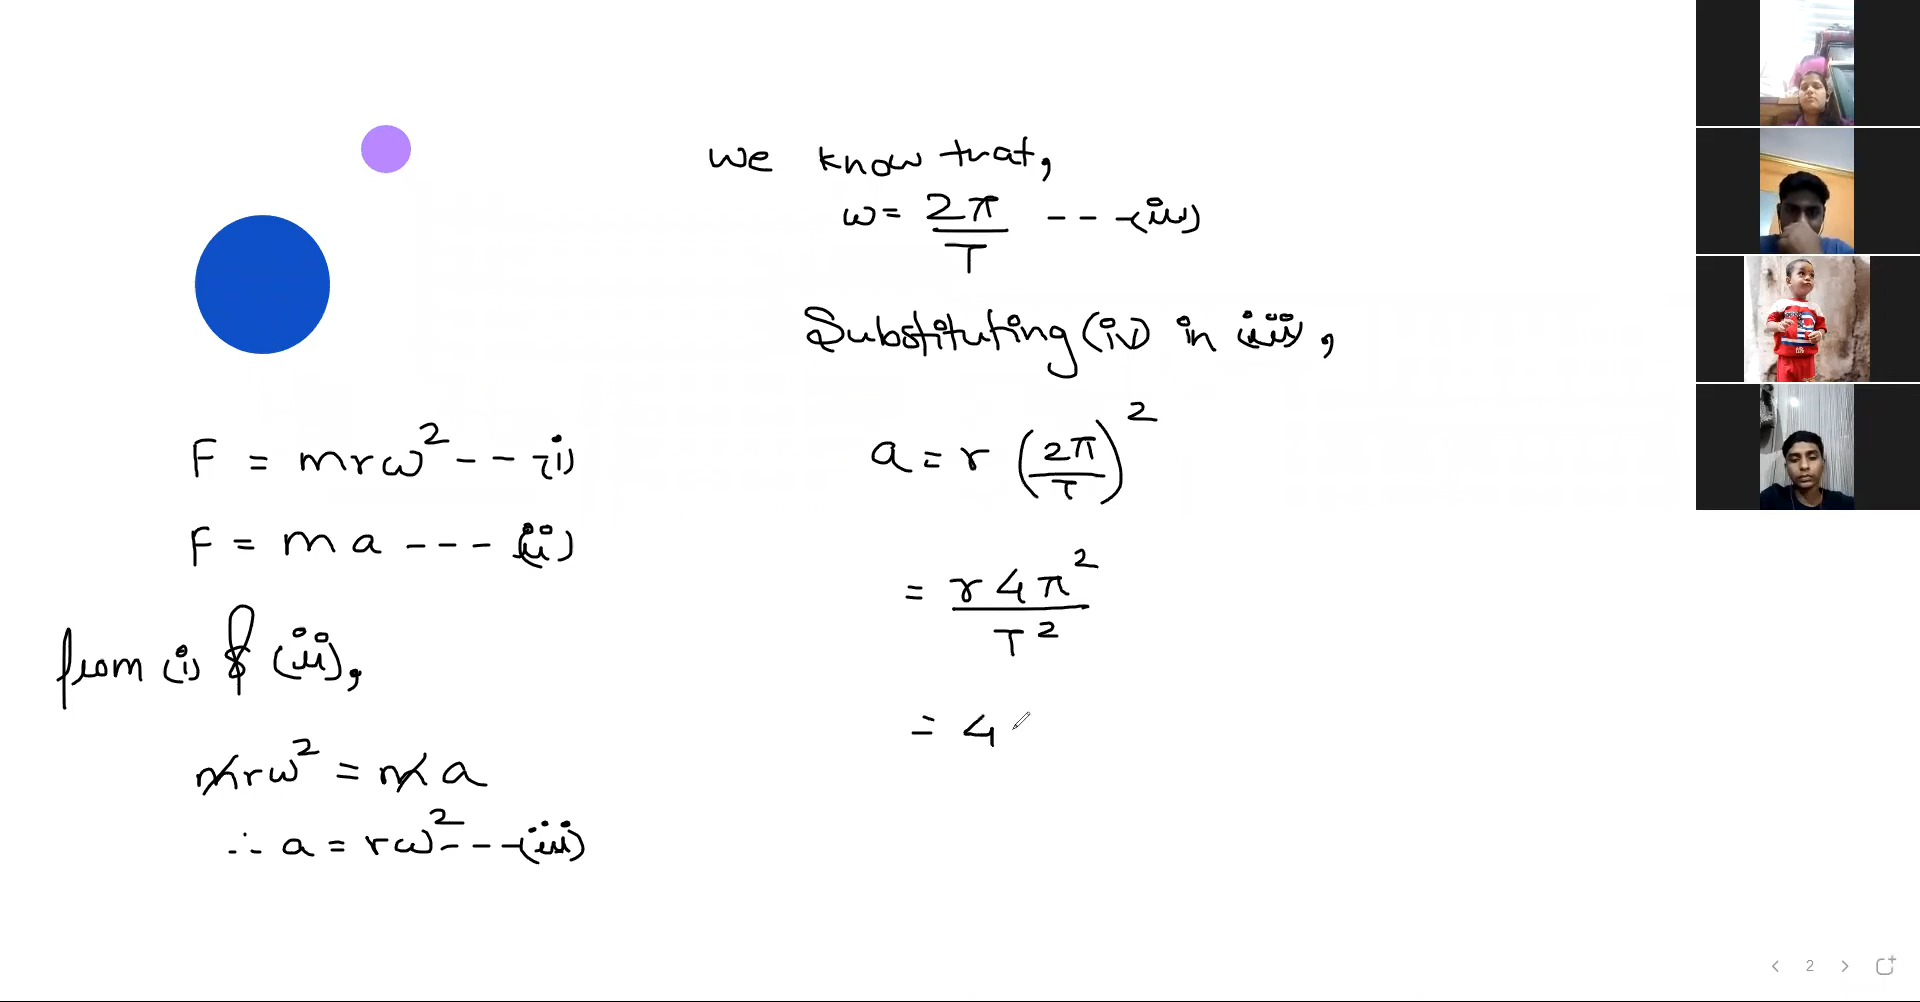 F = mrω² -- (i)
F = ma --- (ii)
from (i) & (ii),
mrω² = ma
∴ a = rω² --- (iii)
we know that,
ω = 2π/T --- (iv)
Substituting (iv) in (iii),
a = r (2π/T)²
= r4π²/T²
= 4
2